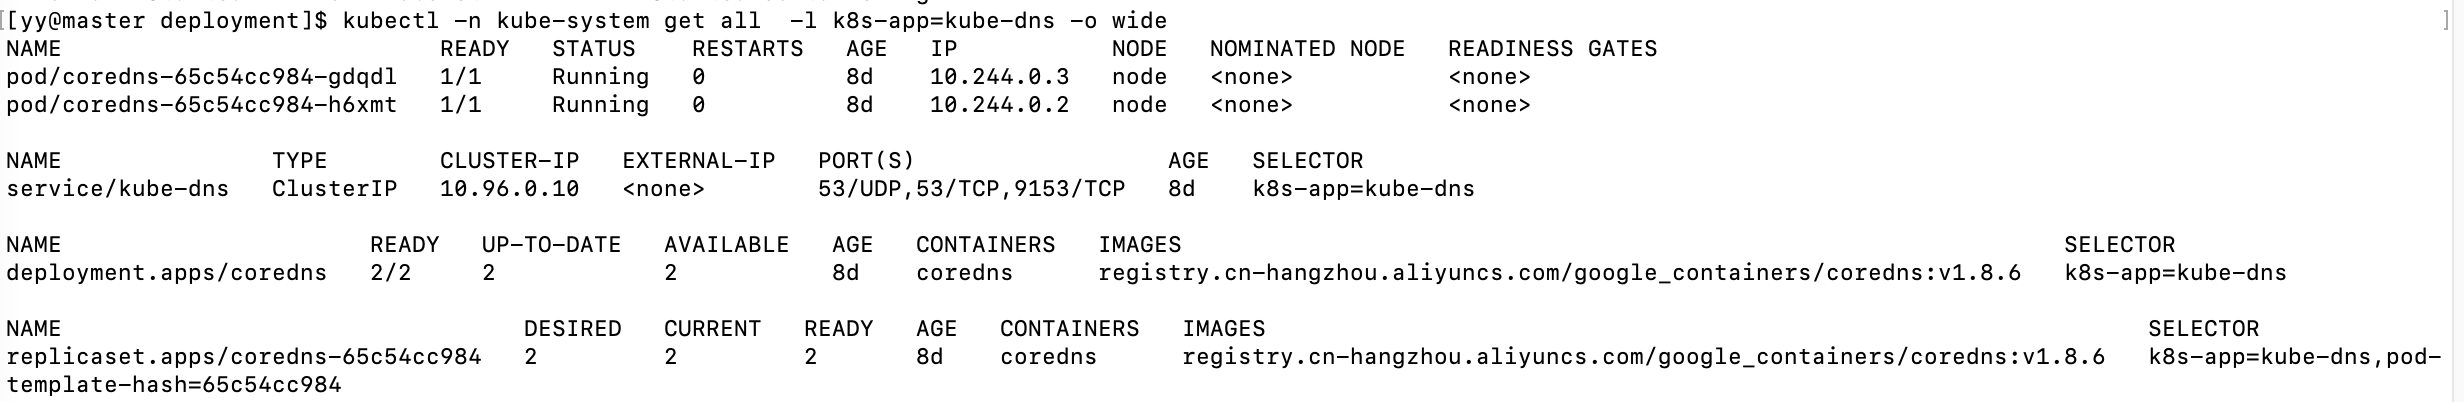 [[yy@master deployment]$ kubectl -n kube-system get all  -l k8s-app=kube-dns -o wide ]
NAME                           READY   STATUS    RESTARTS   AGE   IP           NODE   NOMINATED NODE   READINESS GATES
pod/coredns-65c54cc984-gdqdl   1/1     Running   0          8d    10.244.0.3   node   <none>           <none>
pod/coredns-65c54cc984-h6xmt   1/1     Running   0          8d    10.244.0.2   node   <none>           <none>
NAME               TYPE        CLUSTER-IP   EXTERNAL-IP   PORT(S)                  AGE   SELECTOR
service/kube-dns   ClusterIP   10.96.0.10   <none>        53/UDP,53/TCP,9153/TCP   8d    k8s-app=kube-dns
NAME                      READY   UP-TO-DATE   AVAILABLE   AGE   CONTAINERS   IMAGES                                                               SELECTOR
deployment.apps/coredns   2/2     2            2           8d    coredns      registry.cn-hangzhou.aliyuncs.com/google_containers/coredns:v1.8.6   k8s-app=kube-dns
NAME                                 DESIRED   CURRENT   READY   AGE   CONTAINERS   IMAGES                                                               SELECTOR
replicaset.apps/coredns-65c54cc984   2         2         2       8d    coredns      registry.cn-hangzhou.aliyuncs.com/google_containers/coredns:v1.8.6   k8s-app=kube-dns,pod-
template-hash=65c54cc984